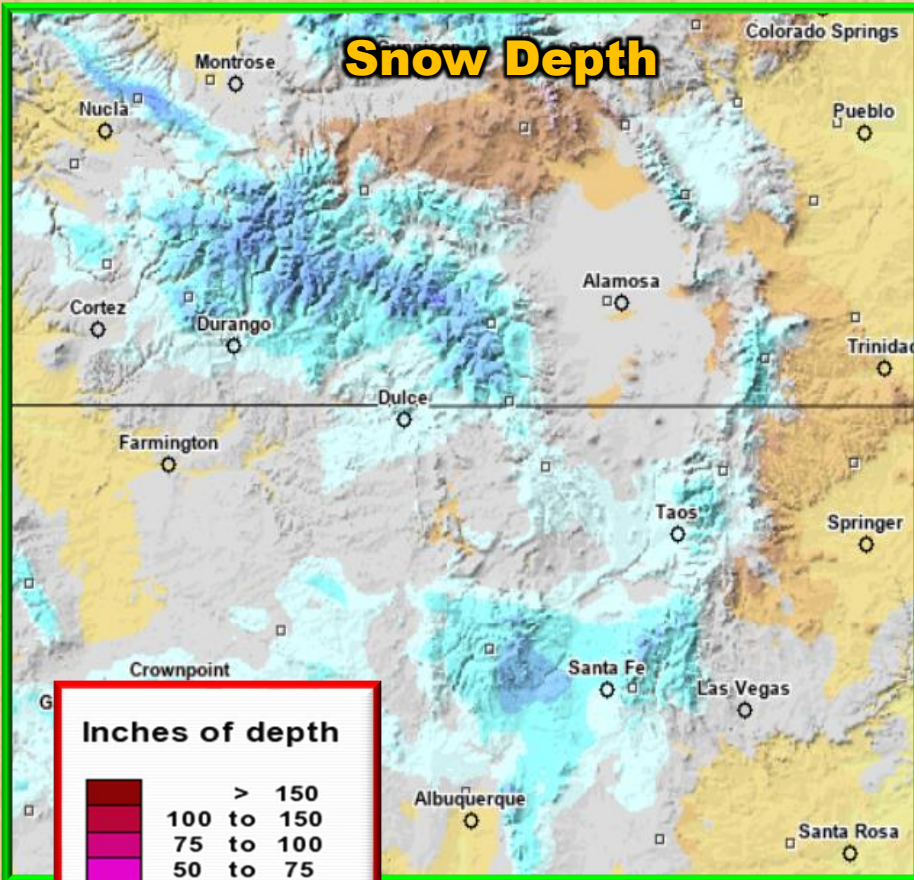 Snow Depth
Colorado Springs
Montrose
Nucla
Pueblo
Alamosa
Cortez
Durango
Trinidad
Dulce
Farmington
Taos
Springer
Crownpoint
Santa Fe
Las Vegas
G
Inches of depth
> 150
100 to 150
75 to 100
50 to 75
Albuquerque
Santa Rosa